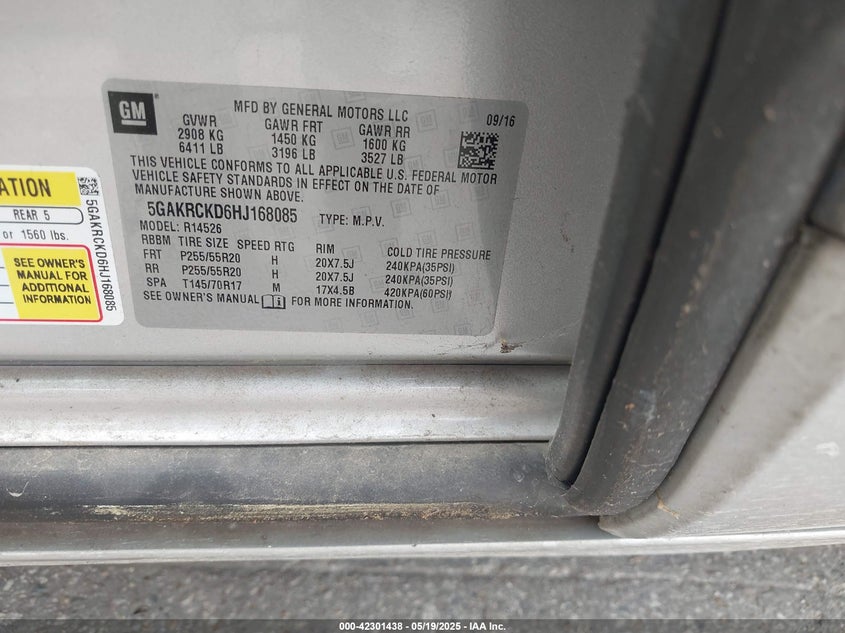 GM
MFD BY GENERAL MOTORS LLC 09/16
GVWR GAWR FRT GAWR RR
2908 KG 1450 KG 1600 KG
6411 LB 3196 LB 3527 LB
THIS VEHICLE CONFORMS TO ALL APPLICABLE U.S. FEDERAL MOTOR
VEHICLE SAFETY STANDARDS IN EFFECT ON THE DATE OF
MANUFACTURE SHOWN ABOVE.
5GAKRCKD6HJ168085 TYPE: M.P.V.
R14526
RBBM TIRE SIZE SPEED RTG RIM COLD TIRE PRESSURE
FRT P255/55R20 H 20X7.5J 240KPA(35PSI)
RR P255/55R20 H 20X7.5J 240KPA(35PSI)
SPA T145/70R17 M 17X4.5B 420KPA(60PSI)
SEE OWNER'S MANUAL FOR MORE INFORMATION.
ATION
REAR 5
or 1560 lbs.
SEE OWNER'S
MANUAL FOR
ADDITIONAL
INFORMATION
5GAKRCKD6HJ168085
000-42301438 - 05/19/2025 - IAA Inc.